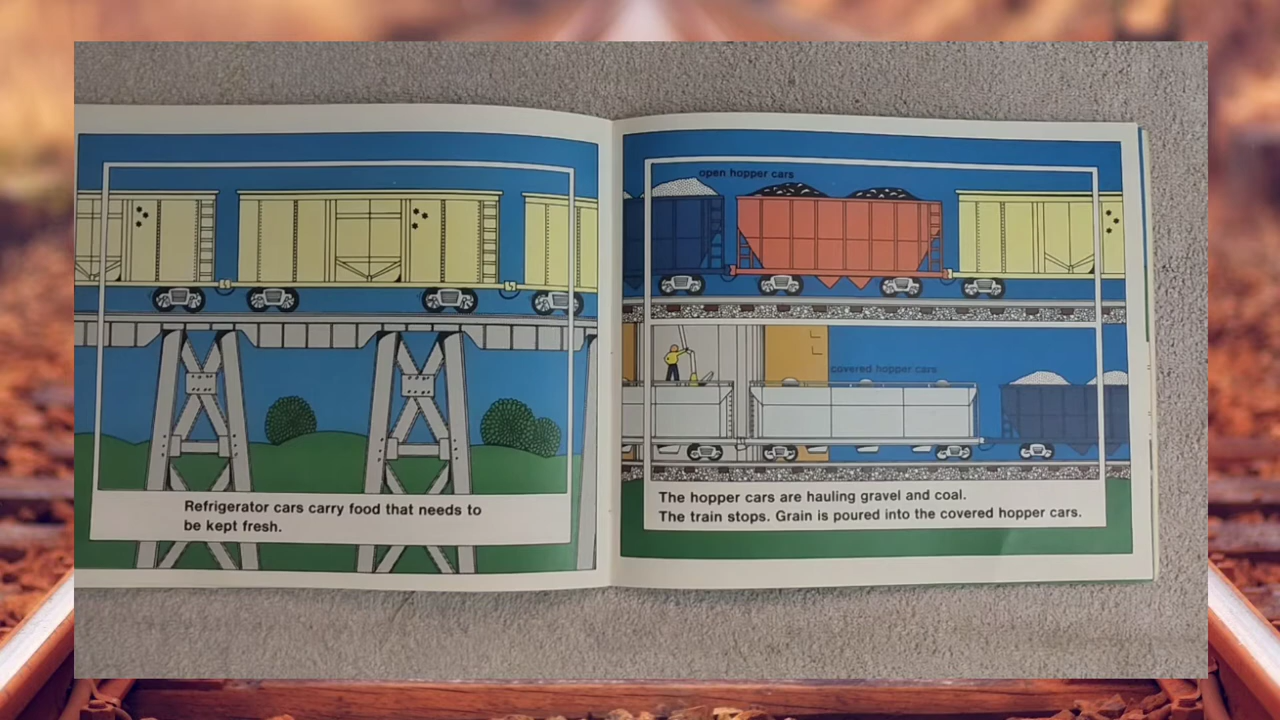 Refrigerator cars carry food that needs to
be kept fresh.
open hopper cars
covered hopper cars
The hopper cars are hauling gravel and coal.
The train stops. Grain is poured into the covered hopper cars.